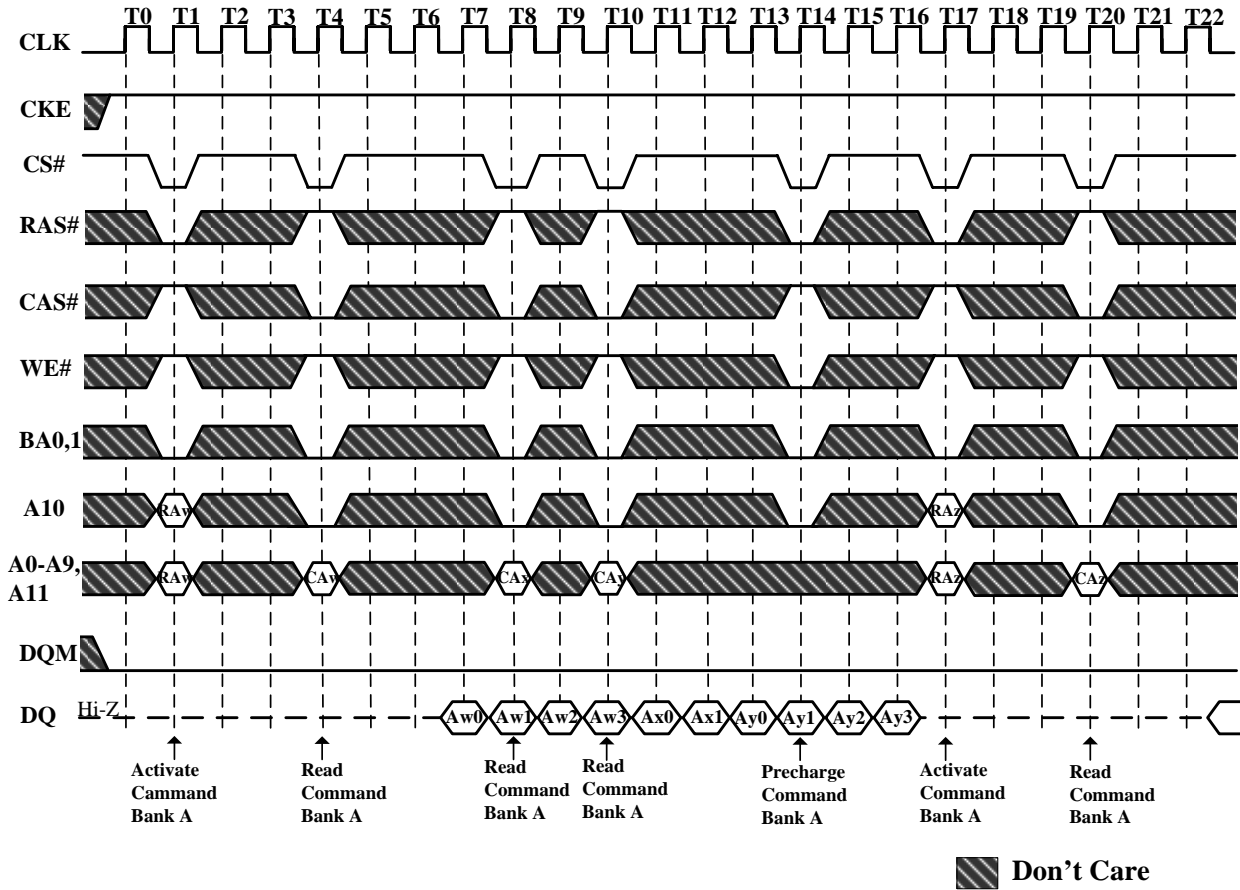 T0 T1 T2 T3 T4 T5 T6 T7 T8 T9 T10 T11 T12 T13 T14 T15 T16 T17 T18 T19 T20 T21 T22
CLK
CKE
CS#
RAS#
CAS#
WE#
BA0,1
A10
RAw
RAz
A0-A9,
A11
RAw
CAw
CAx
CAy
RAz
CAz
DQM
DQ
Hi-Z
Aw0
Aw1
Aw2
Aw3
Ax0
Ax1
Ay0
Ay1
Ay2
Ay3
Activate
Cammand
Bank A
Read
Command
Bank A
Read
Command
Bank A
Read
Command
Bank A
Precharge
Command
Bank A
Activate
Command
Bank A
Read
Command
Bank A
Don't Care